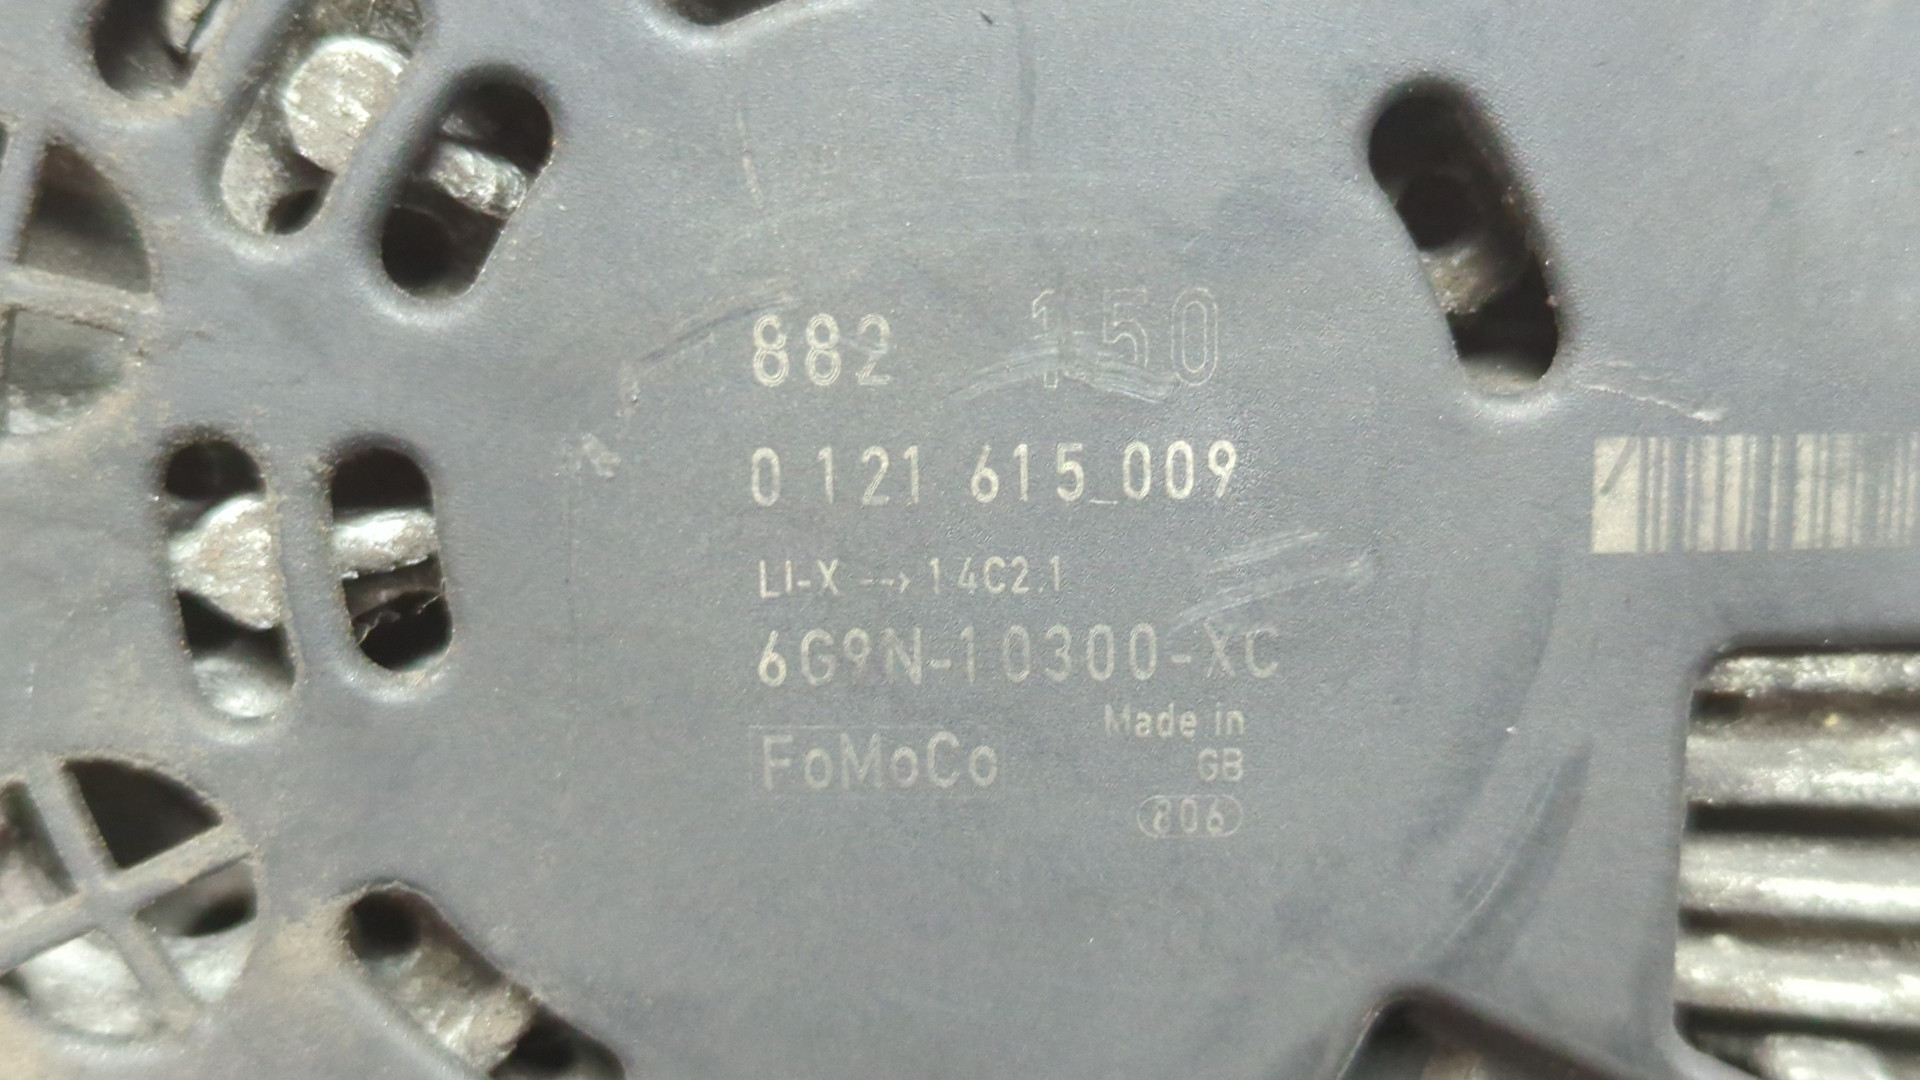 882 150
0 121 615 009
LI-X --> 14C2.1
6G9N-10300-XC
FoMoCo
Made in
GB
806